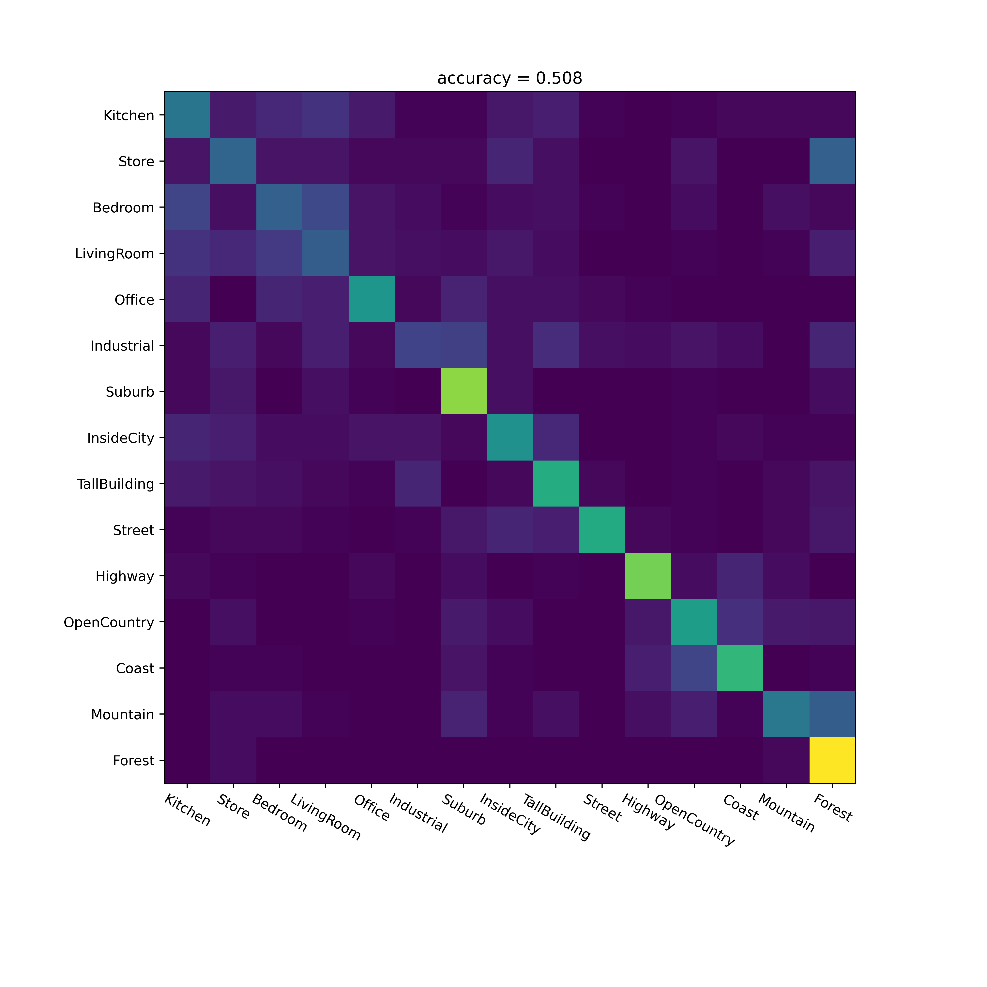 accuracy = 0.508
Kitchen
Store
Bedroom
LivingRoom
Office
Industrial
Suburb
InsideCity
TallBuilding
Street
Highway
OpenCountry
Coast
Mountain
Forest
Kitchen
Store
Bedroom
LivingRoom
Office
Industrial
Suburb
InsideCity
TallBuilding
Street
Highway
OpenCountry
Coast
Mountain
Forest